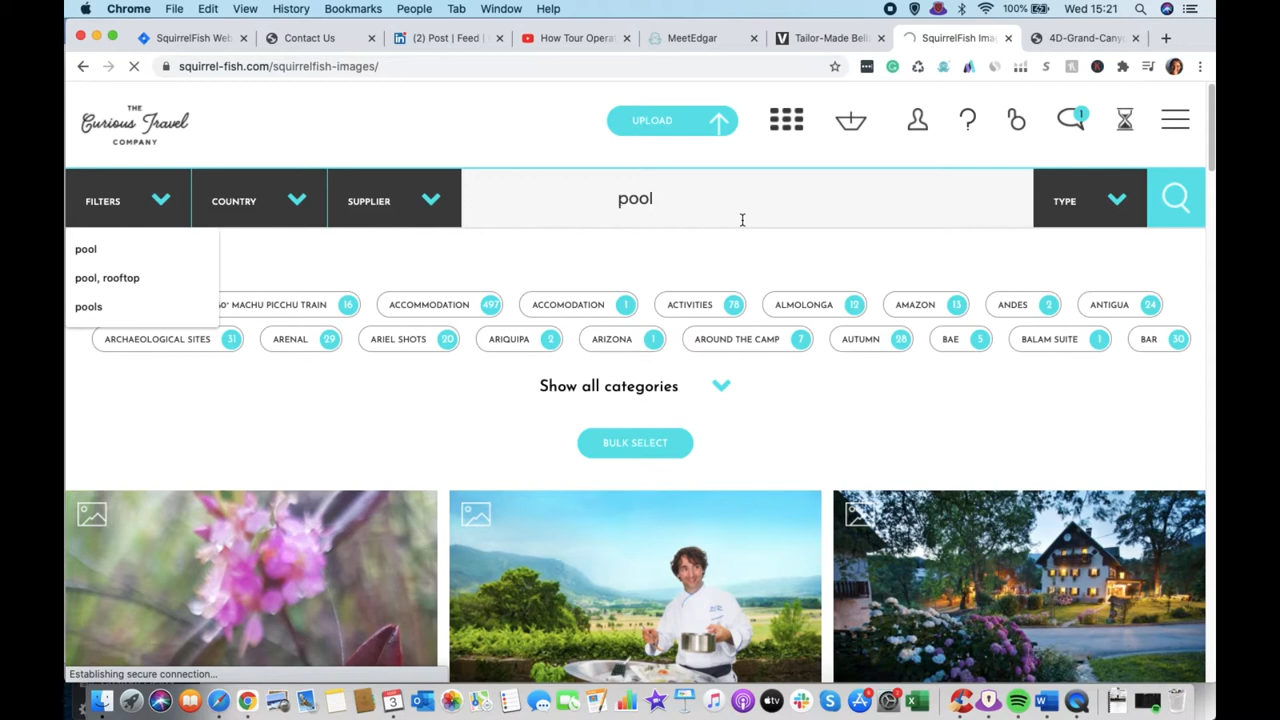 Chrome File Edit View History Bookmarks People Tab Window Help 100% Wed 15:21
SquirrelFish Web Contact Us (2) Post | Feed | How Tour Opera MeetEdgar Tailor-Made Beli SquirrelFish Ima 4D-Grand-Cany
squirrel-fish.com/squirrelfish-images/
THE
Curious Travel
COMPANY
UPLOAD
1
FILTERS COUNTRY SUPPLIER pool TYPE
pool
pool, rooftop
pools
60° MACHU PICCHU TRAIN 16 ACCOMMODATION 497 ACCOMODATION 1 ACTIVITIES 78 ALMOLONGA 12 AMAZON 13 ANDES 2 ANTIGUA 24
ARCHAEOLOGICAL SITES 31 ARENAL 29 ARIEL SHOTS 20 ARIQUIPA 2 ARIZONA 1 AROUND THE CAMP 7 AUTUMN 28 BAE 5 BALAM SUITE 1 BAR 30
Show all categories
BULK SELECT
Establishing secure connection...